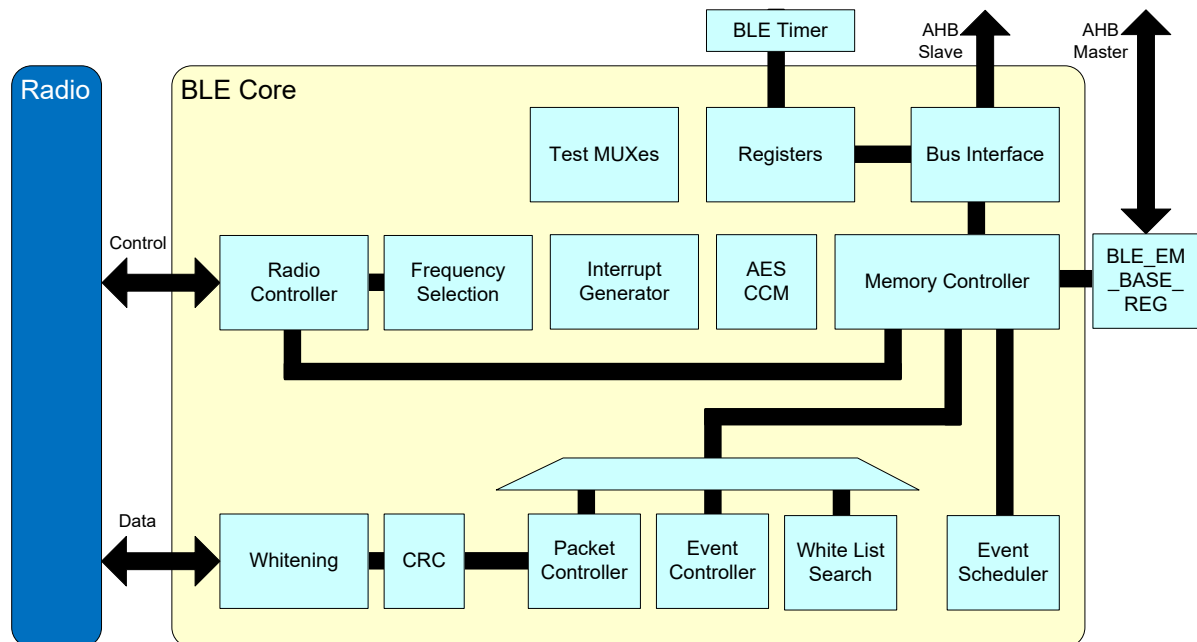 BLE Timer
AHB
Slave
AHB
Master
Radio
BLE Core
Test MUXes
Registers
Bus Interface
Control
Radio
Controller
Frequency
Selection
Interrupt
Generator
AES
CCM
Memory Controller
BLE_EM
_BASE_
REG
Data
Whitening
CRC
Packet
Controller
Event
Controller
White List
Search
Event
Scheduler